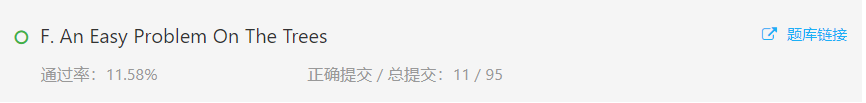 F. An Easy Problem On The Trees 题库链接
通过率：11.58% 正确提交 / 总提交：11 / 95